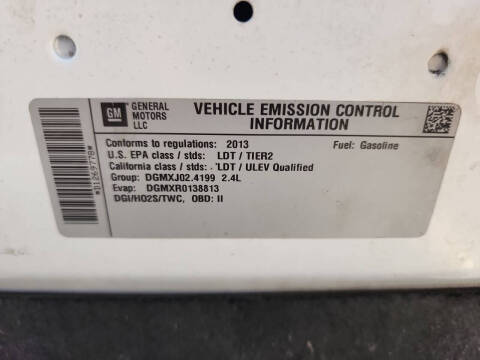 GM GENERAL MOTORS LLC
VEHICLE EMISSION CONTROL
INFORMATION
Conforms to regulations: 2013 Fuel: Gasoline
U.S. EPA class / stds: LDT / TIER2
California class / stds: LDT / ULEV Qualified
Group: DGMXJ02.4199 2.4L
Evap: DGMXR0138813
DGI/HO2S/TWC, OBD: II